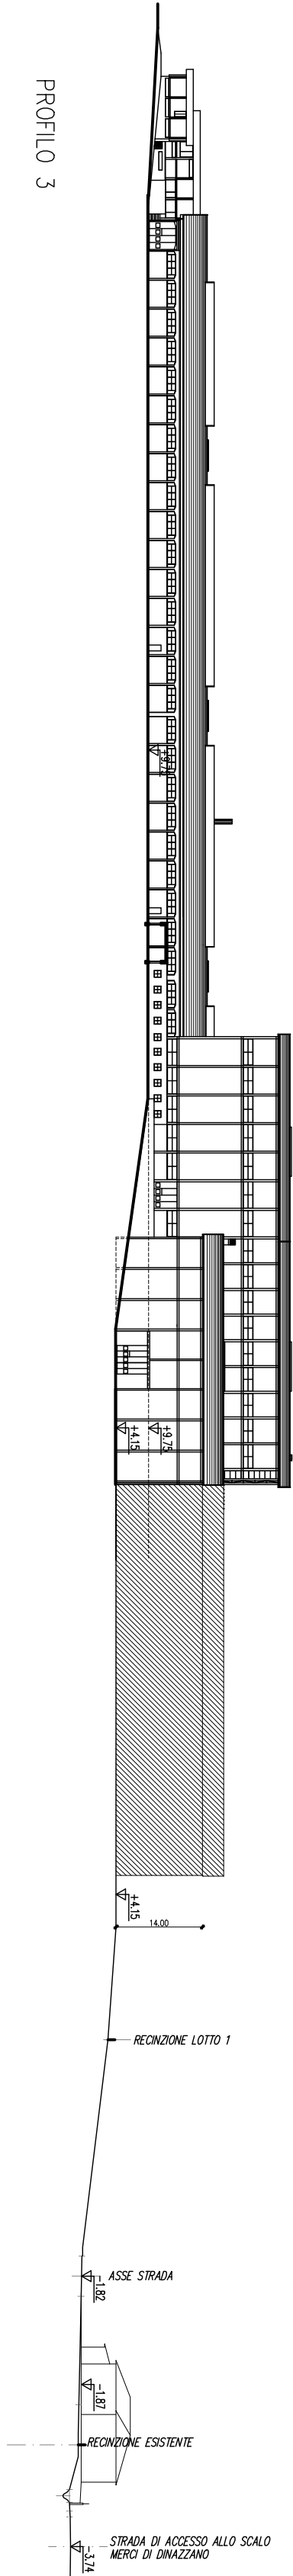 PROFILO 3
+9.75
+4.15
+9.75
+4.15
14.00
RECINZIONE LOTTO 1
ASSE STRADA
-1.82
-1.87
RECINZIONE ESISTENTE
STRADA DI ACCESSO ALLO SCALO
MERCI DI DINAZZANO
-3.74